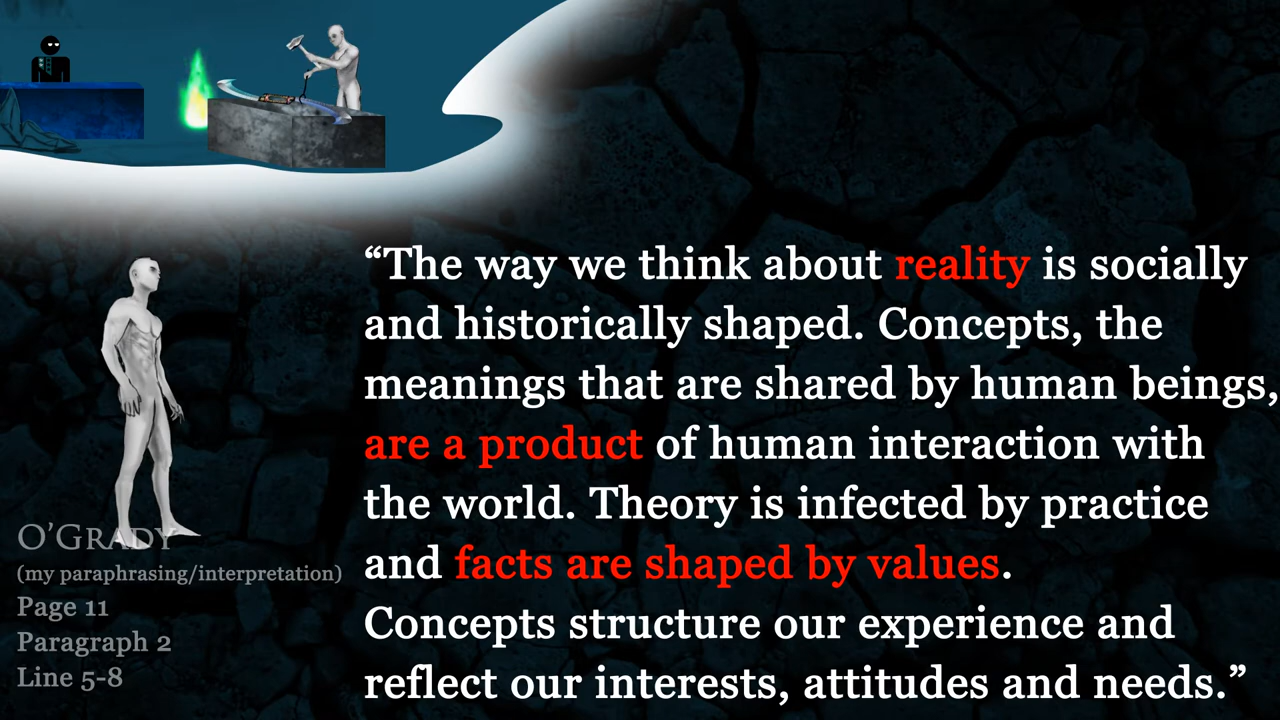 “The way we think about reality is socially
and historically shaped. Concepts, the
meanings that are shared by human beings,
are a product of human interaction with
the world. Theory is infected by practice
and facts are shaped by values.
Concepts structure our experience and
reflect our interests, attitudes and needs.”
O’GRADY
(my paraphrasing/interpretation)
Page 11
Paragraph 2
Line 5-8